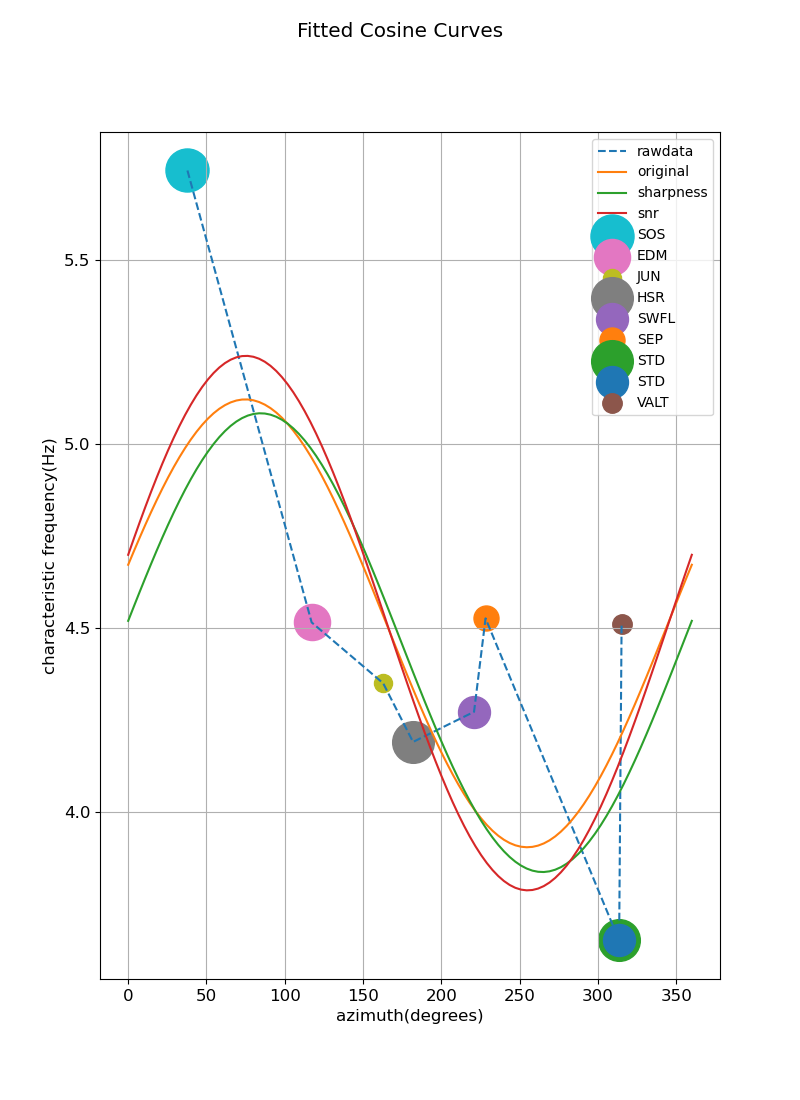 Fitted Cosine Curves
rawdata
original
sharpness
snr
SOS
EDM
JUN
HSR
SWFL
SEP
STD
STD
VALT
5.5
5.0
4.5
4.0
characteristic frequency(Hz)
0 50 100 150 200 250 300 350
azimuth(degrees)